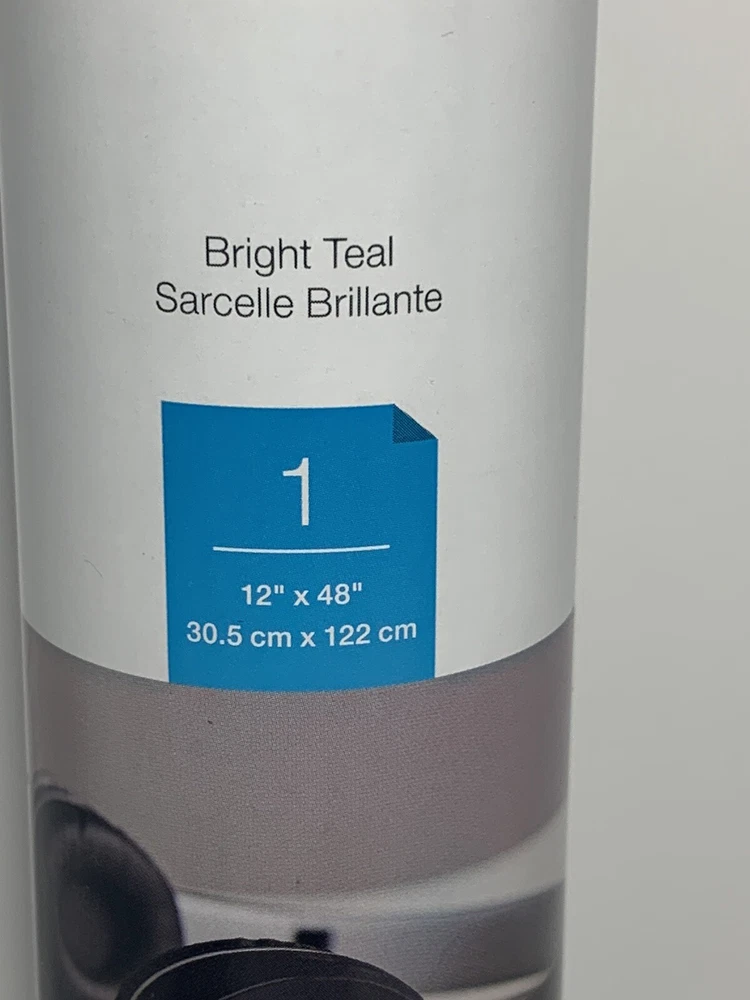 Bright Teal
Sarcelle Brillante
1
12" x 48"
30.5 cm x 122 cm